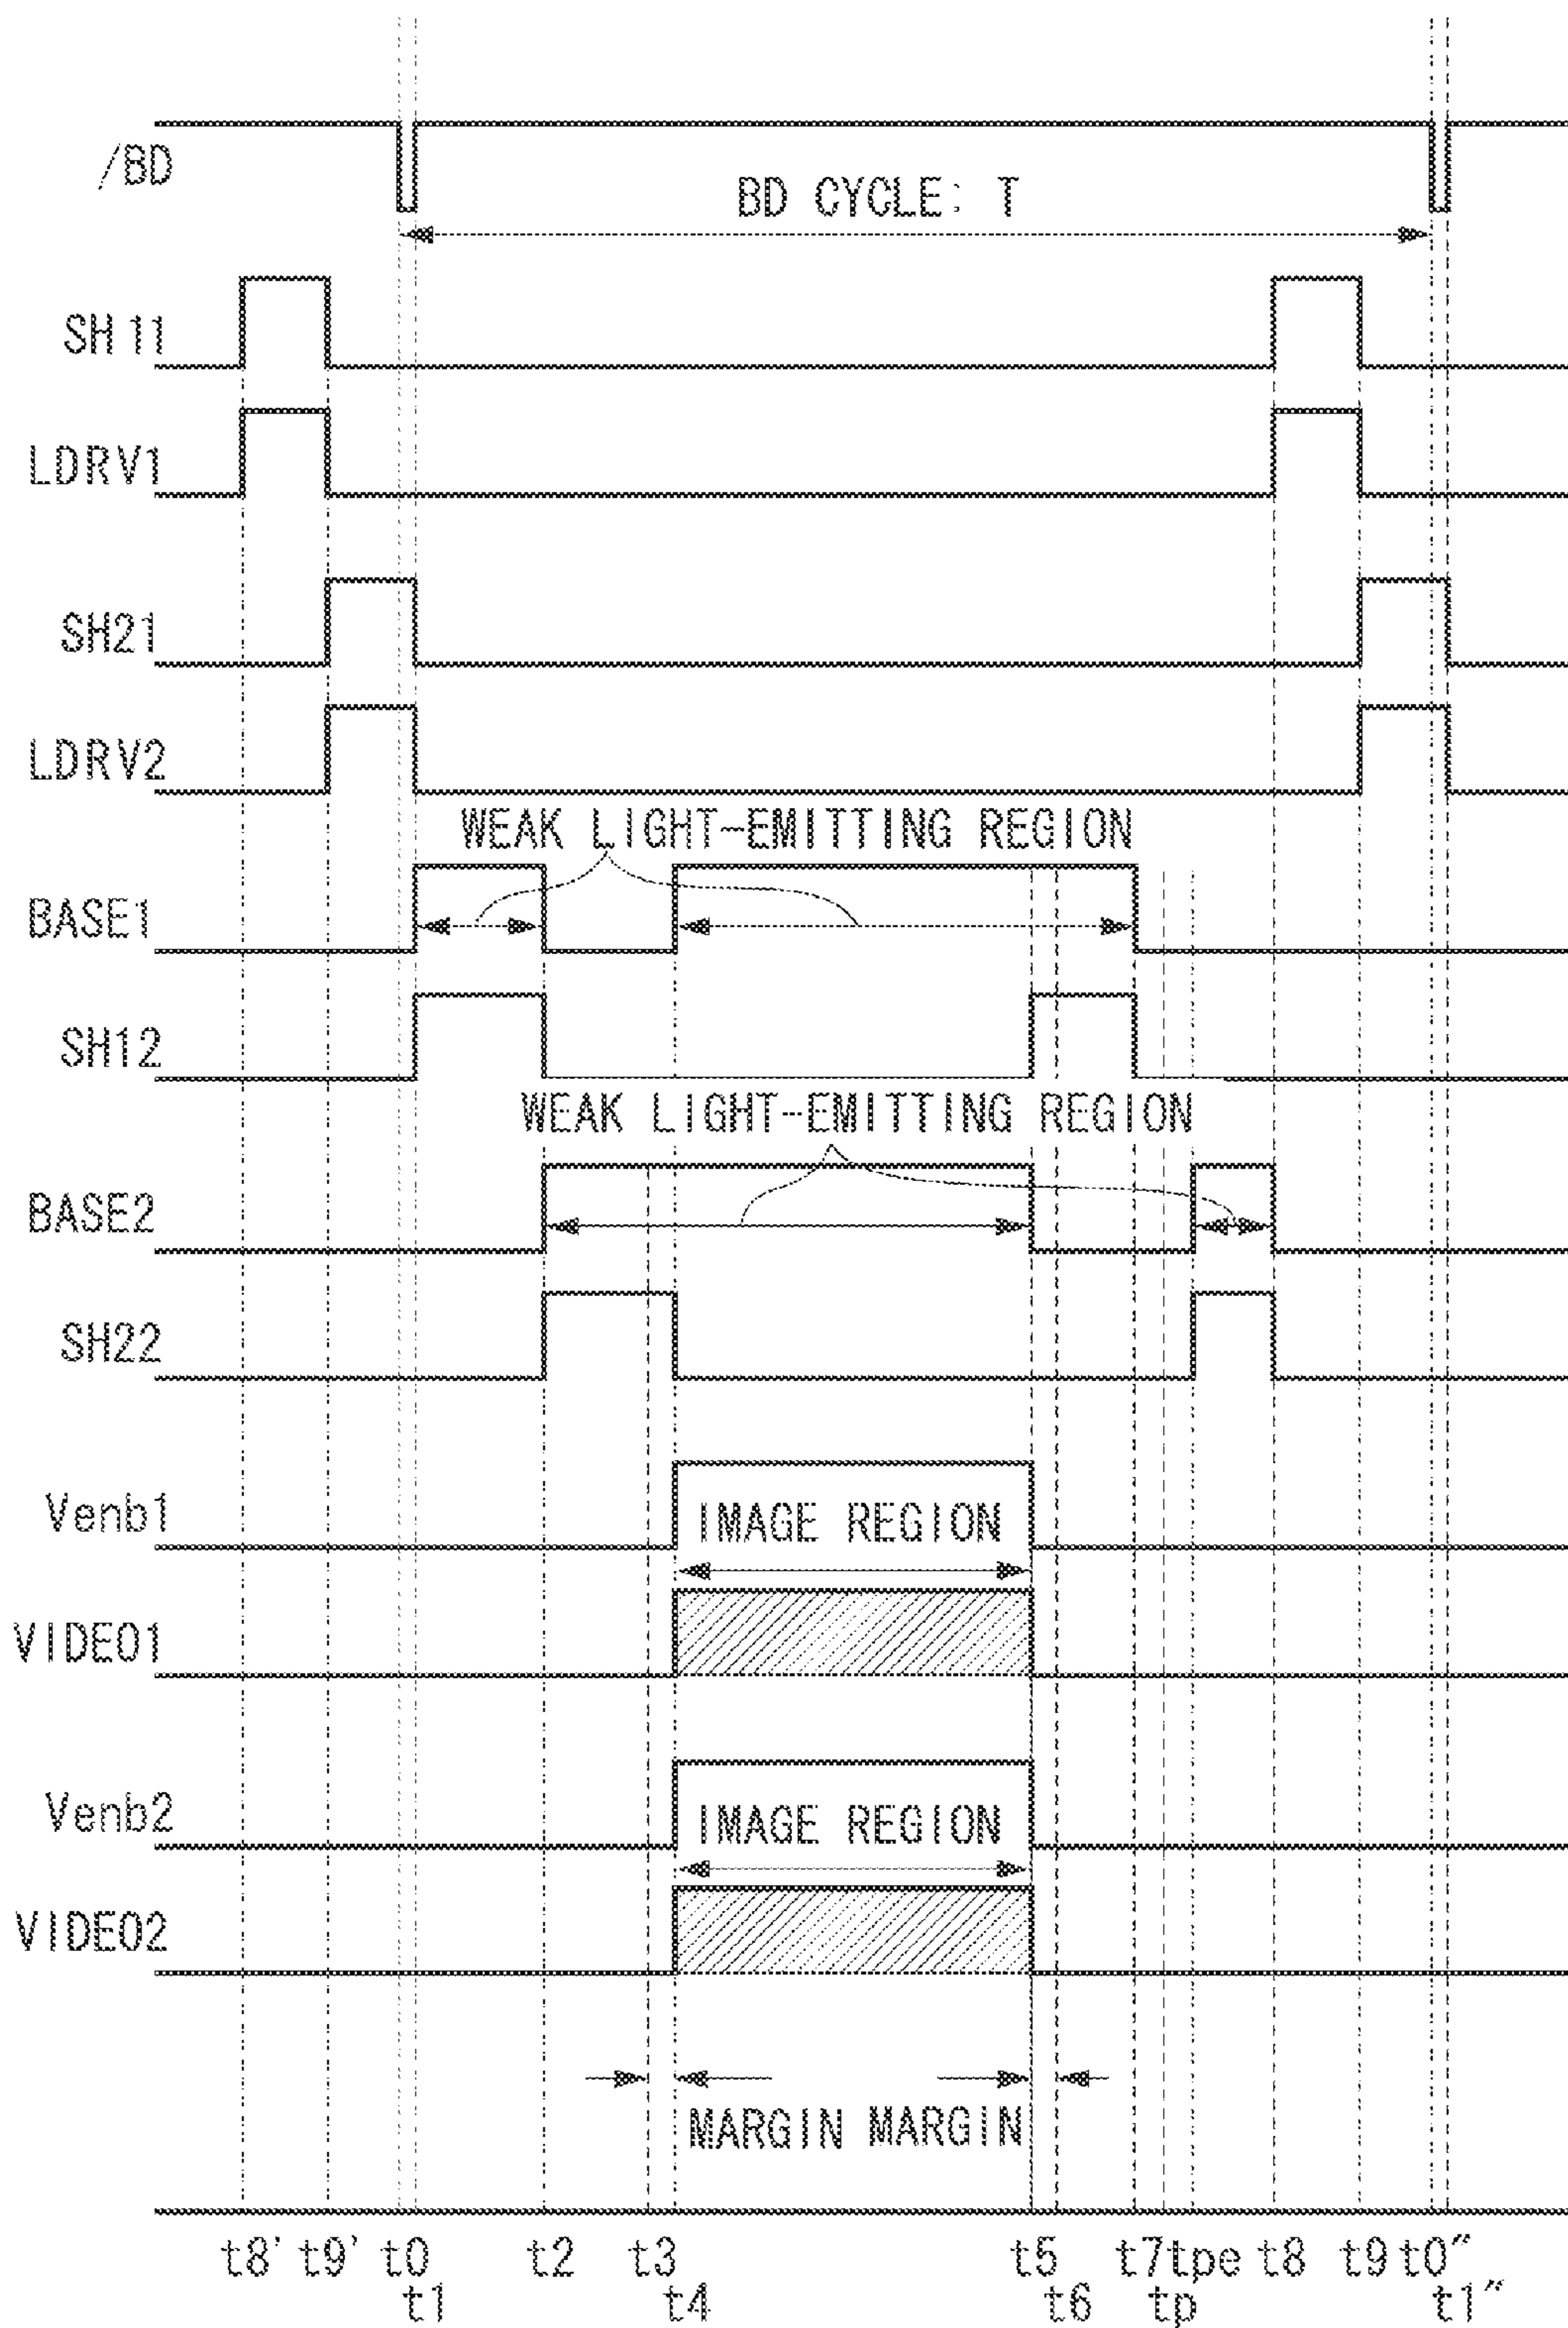 /BD
BD CYCLE: T
SH11
LDRV1
SH21
LDRV2
WEAK LIGHT-EMITTING REGION
BASE1
SH12
WEAK LIGHT-EMITTING REGION
BASE2
SH22
Venb1
IMAGE REGION
VIDEO1
Venb2
IMAGE REGION
VIDEO2
MARGIN MARGIN
t8' t9' t0 t2 t3 t5 t7 tpe t8 t9 t0"
t1 t4 t6 tp t1"